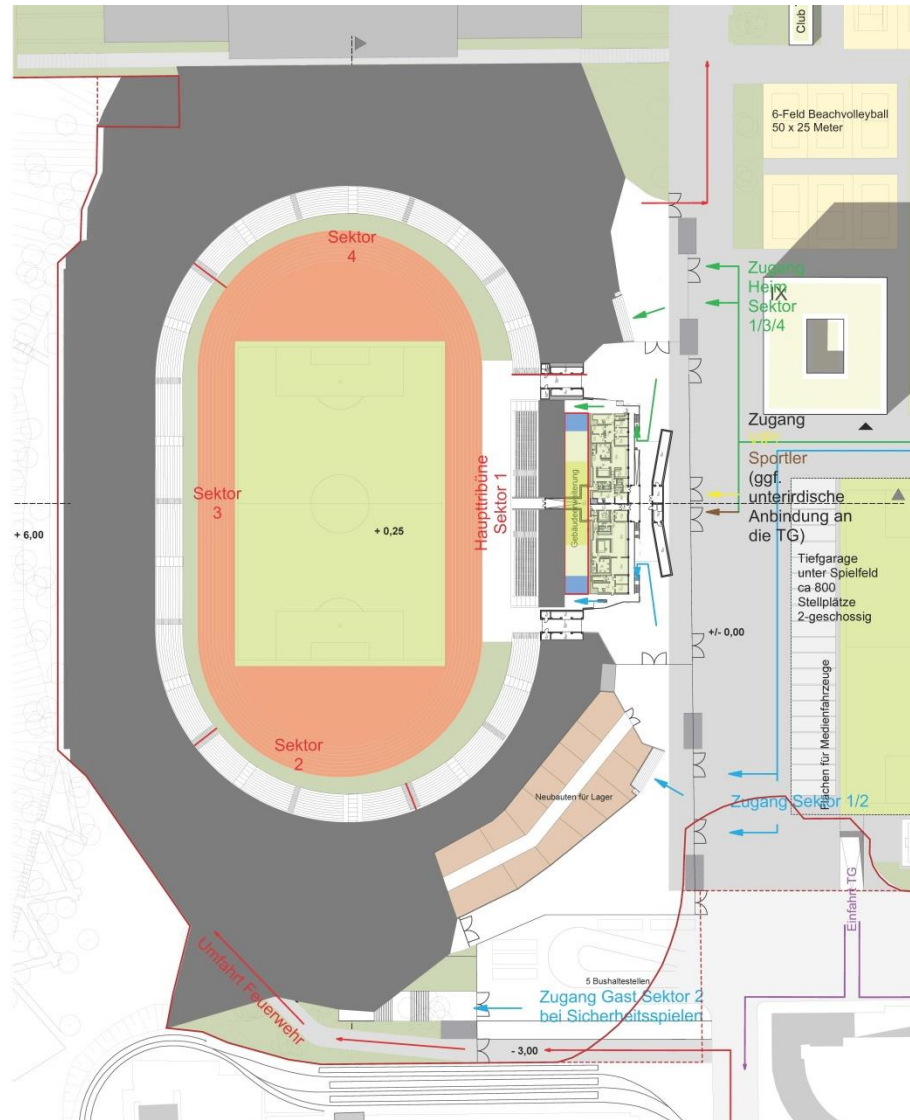 Club
6-Feld Beachvolleyball
50 x 25 Meter
Sektor
4
Zugang
Heim
Sektor
1/3/4
IX
Zugang
VIP
Sportler
(ggf.
unterirdische
Anbindung an
die TG)
Haupttribüne
Sektor 1
Gebäudeerweiterung
Sektor
3
+ 6,00
+ 0,25
Tiefgarage
unter Spielfeld
ca 800
Stellplätze
2-geschossig
+/- 0,00
Flächen für Medienfahrzeuge
Sektor
2
Neubauten für Lager
Zugang Sektor 1/2
Einfahrt TG
Umfahrt Feuerwehr
5 Bushaltestellen
Zugang Gast Sektor 2
bei Sicherheitsspielen
- 3,00